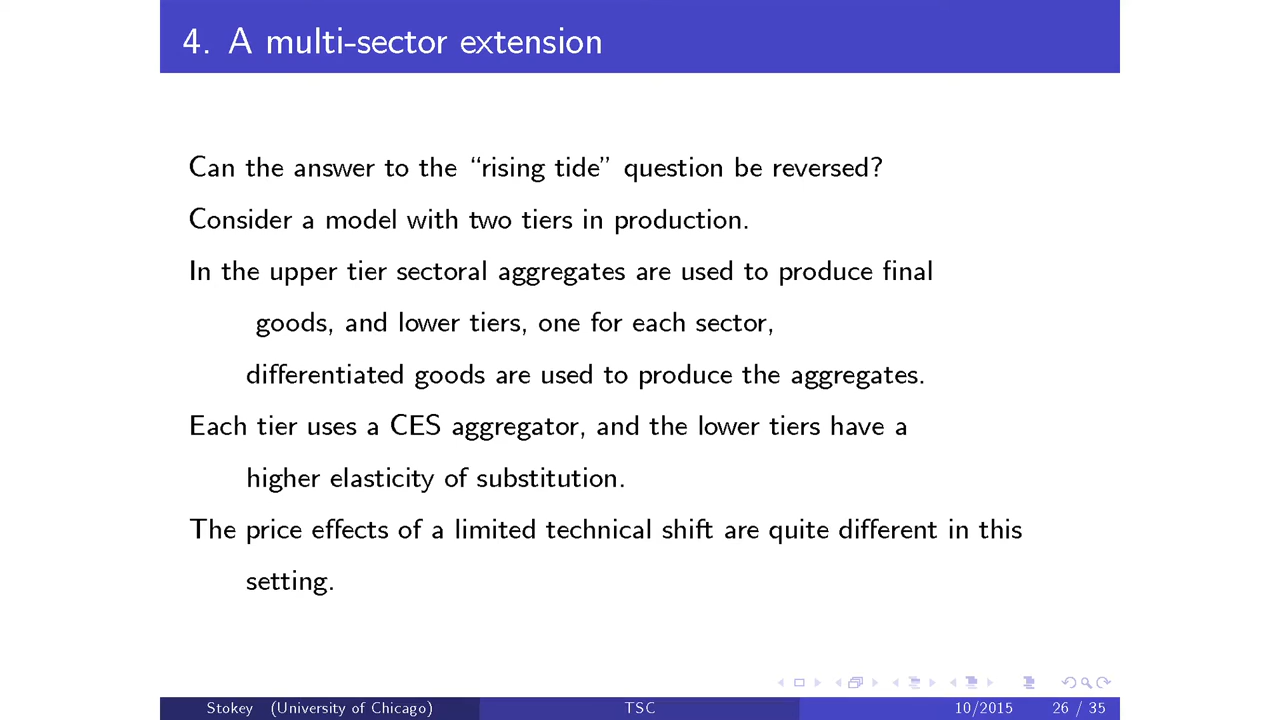 4. A multi-sector extension
Can the answer to the “rising tide” question be reversed?
Consider a model with two tiers in production.
In the upper tier sectoral aggregates are used to produce final
goods, and lower tiers, one for each sector,
differentiated goods are used to produce the aggregates.
Each tier uses a CES aggregator, and the lower tiers have a
higher elasticity of substitution.
The price effects of a limited technical shift are quite different in this
setting.
Stokey (University of Chicago) TSC 10/2015 26 / 35